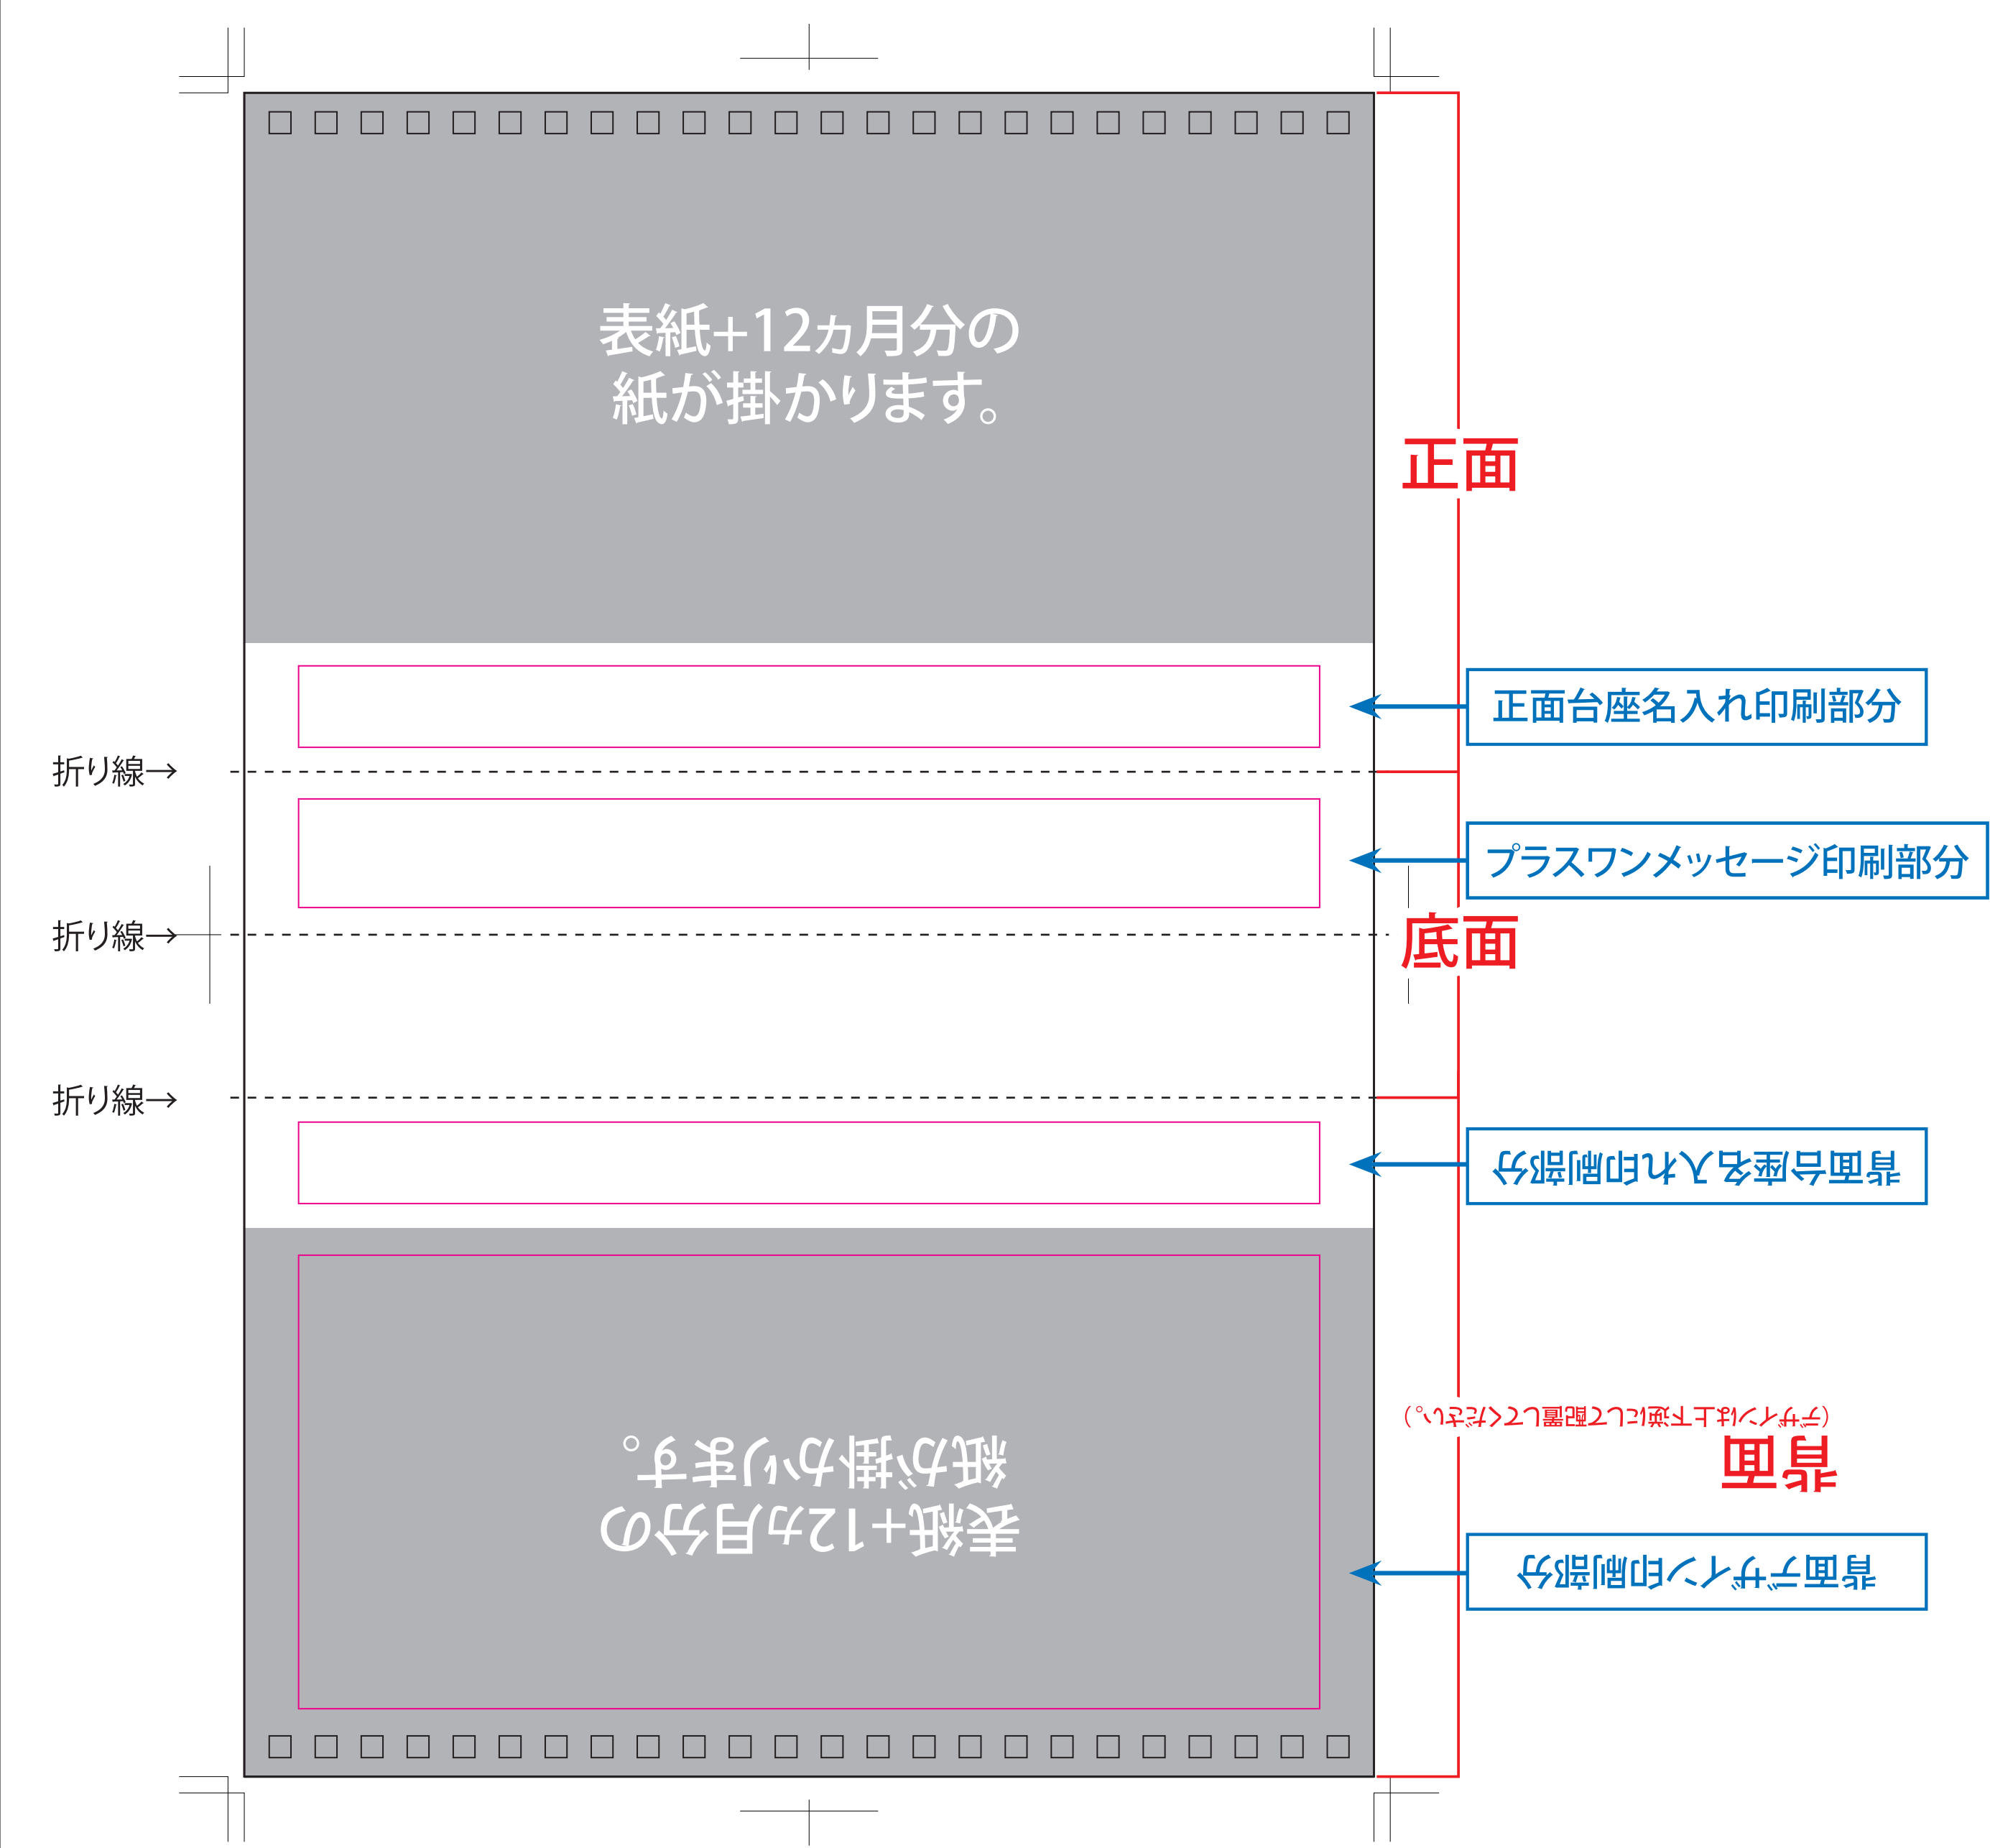 表紙+12ヵ月分の
紙が掛かります。
正面
正面台座名入れ印刷部分
折り線→
プラスワンメッセージ印刷部分
折り線→
底面
折り線→
背面台座名入れ印刷部分
背面
（デザインを上下逆にして配置してください。）
表紙+12ヵ月分の
紙が掛かります。
背面デザイン印刷部分